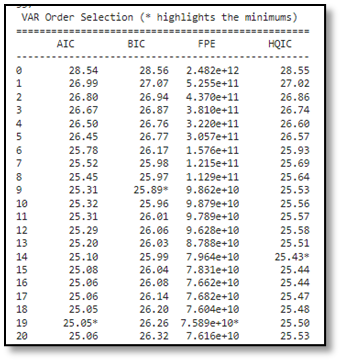 VAR Order Selection (* highlights the minimums)
==================================================
AIC BIC FPE HQIC
--------------------------------------------------
0 28.54 28.56 2.482e+12 28.55
1 26.99 27.07 5.255e+11 27.02
2 26.80 26.94 4.370e+11 26.86
3 26.67 26.87 3.810e+11 26.74
4 26.50 26.76 3.220e+11 26.60
5 26.45 26.77 3.057e+11 26.57
6 25.78 26.17 1.576e+11 25.93
7 25.52 25.98 1.215e+11 25.69
8 25.45 25.97 1.129e+11 25.64
9 25.31 25.89* 9.862e+10 25.53
10 25.32 25.96 9.879e+10 25.56
11 25.31 26.01 9.789e+10 25.57
12 25.29 26.06 9.628e+10 25.58
13 25.20 26.03 8.788e+10 25.51
14 25.10 25.99 7.964e+10 25.43*
15 25.08 26.04 7.831e+10 25.44
16 25.06 26.08 7.662e+10 25.44
17 25.06 26.14 7.682e+10 25.47
18 25.05 26.20 7.604e+10 25.48
19 25.05* 26.26 7.589e+10* 25.50
20 25.06 26.32 7.616e+10 25.53